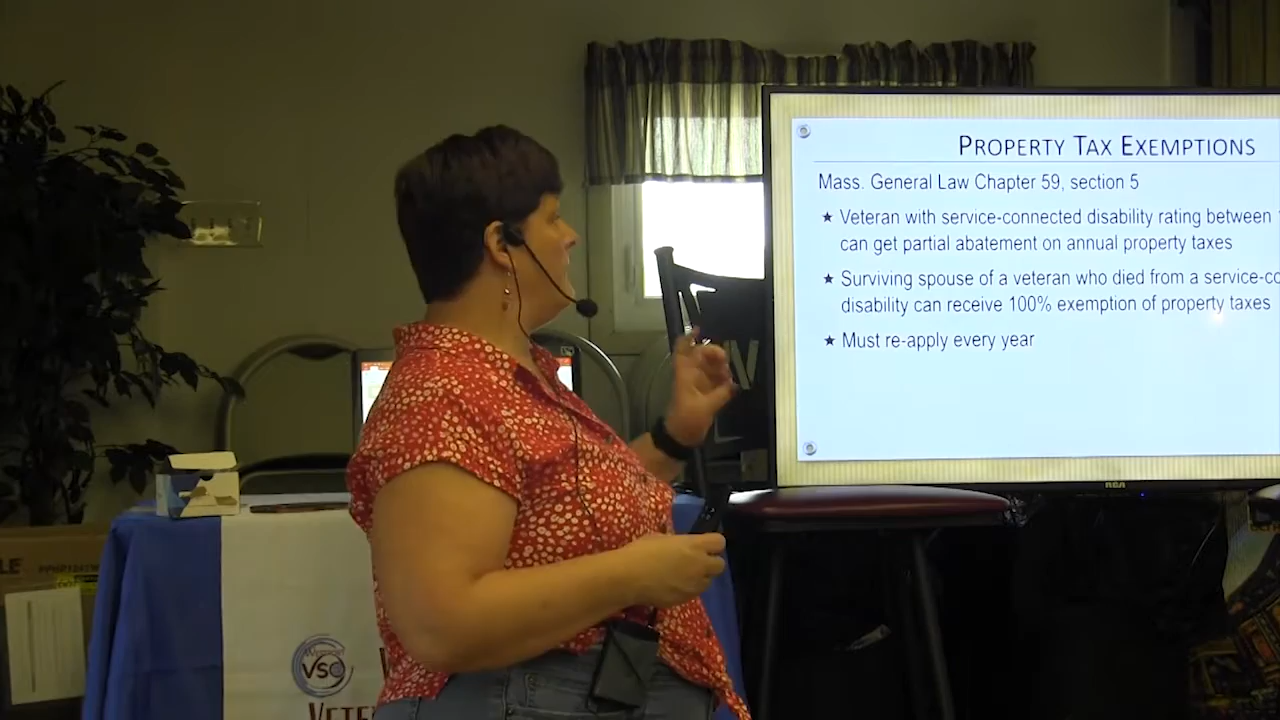 PROPERTY TAX EXEMPTIONS
Mass. General Law Chapter 59, section 5
★ Veteran with service-connected disability rating between
can get partial abatement on annual property taxes
★ Surviving spouse of a veteran who died from a service-co
disability can receive 100% exemption of property taxes
★ Must re-apply every year
RCA
VSO
VETE
LE